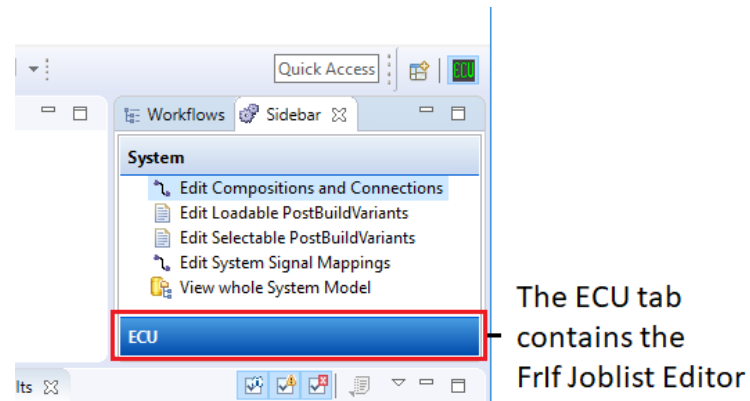 Quick Access
ECU
Workflows
Sidebar
System
Edit Compositions and Connections
Edit Loadable PostBuildVariants
Edit Selectable PostBuildVariants
Edit System Signal Mappings
View whole System Model
ECU
The ECU tab
contains the
FrIf Joblist Editor
lts